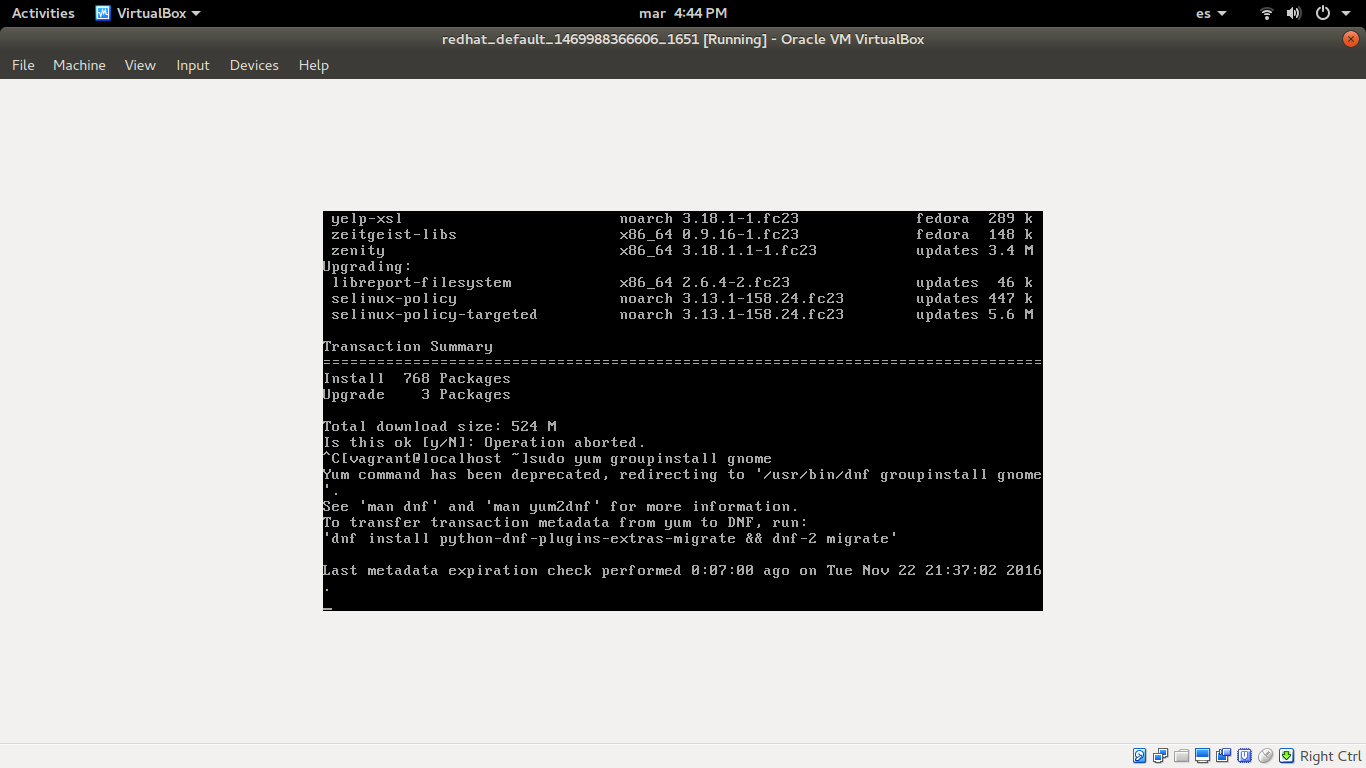 Activities VirtualBox mar 4:44 PM es
redhat_default_1469988366606_1651 [Running] - Oracle VM VirtualBox
File Machine View Input Devices Help
yelp-xsl noarch 3.18.1-1.fc23 fedora 289 k
zeitgeist-libs x86_64 0.9.16-1.fc23 fedora 148 k
zenity x86_64 3.18.1.1-1.fc23 updates 3.4 M
Upgrading:
libreport-filesystem x86_64 2.6.4-2.fc23 updates 46 k
selinux-policy noarch 3.13.1-158.24.fc23 updates 447 k
selinux-policy-targeted noarch 3.13.1-158.24.fc23 updates 5.6 M
Transaction Summary
================================================================================
Install 768 Packages
Upgrade 3 Packages
Total download size: 524 M
Is this ok [y/N]: Operation aborted.
^C[vagrant@localhost ~]sudo yum groupinstall gnome
Yum command has been deprecated, redirecting to '/usr/bin/dnf groupinstall gnome
'.
See 'man dnf' and 'man yum2dnf' for more information.
To transfer transaction metadata from yum to DNF, run:
'dnf install python-dnf-plugins-extras-migrate && dnf-2 migrate'
Last metadata expiration check performed 0:07:00 ago on Tue Nov 22 21:37:02 2016
.
_
Right Ctrl